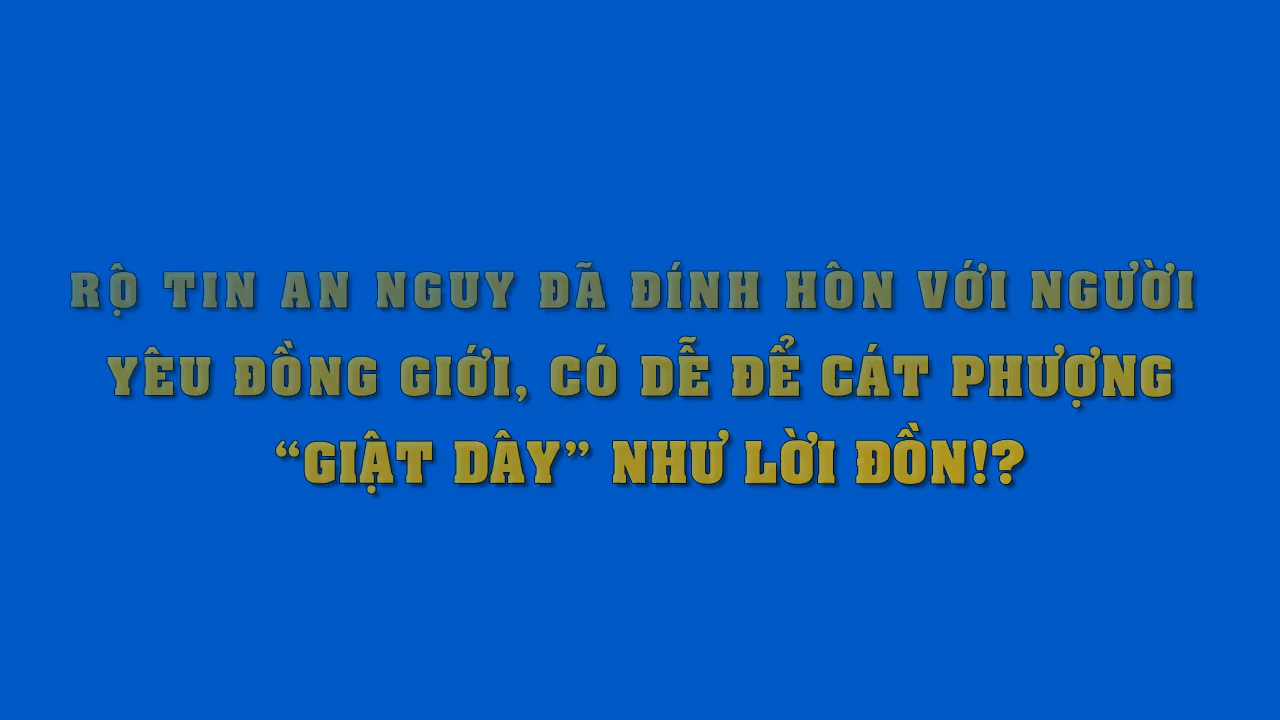 RỘ TIN AN NGUY ĐÃ ĐÍNH HÔN VỚI NGƯỜI
YÊU ĐỒNG GIỚI, CÓ DỄ ĐỂ CÁT PHƯỢNG
“GIẬT DÂY” NHƯ LỜI ĐỒN!?